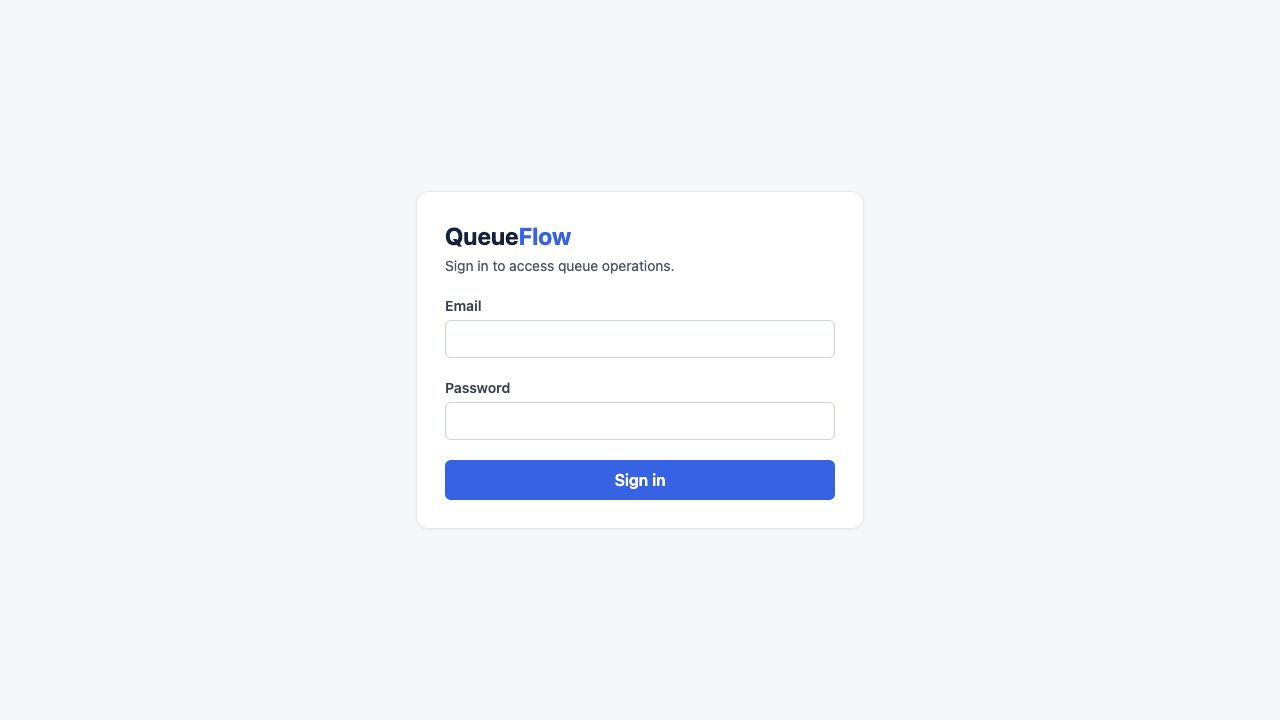 QueueFlow
Sign in to access queue operations.
Email
Password
Sign in